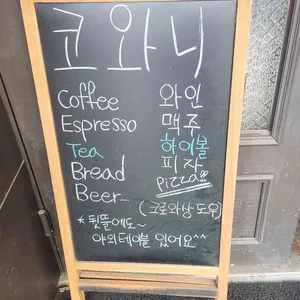 코와니
Coffee 와인
Espresso 맥주
Tea 하이볼
Bread 피자
Beer Pizza!!
(크로와상 도우)
* 뒷뜰에도~
야외테이블 있어요^^